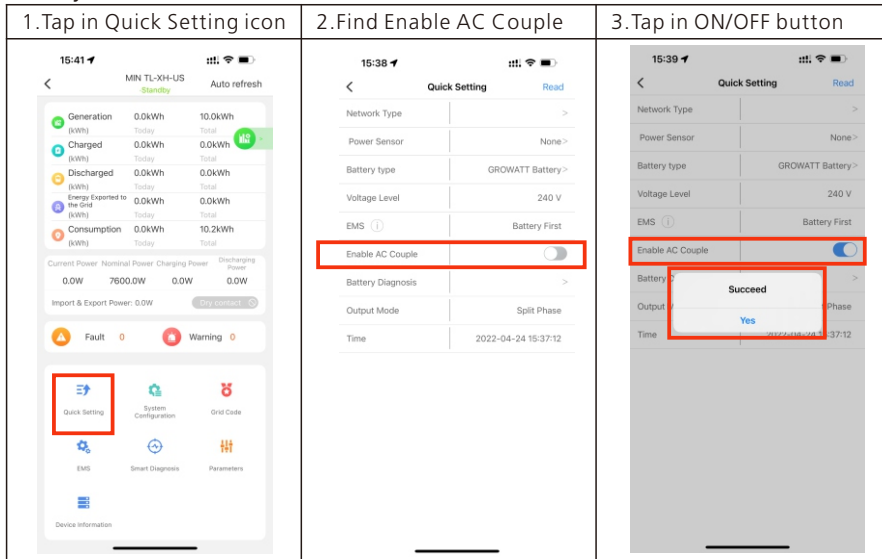 1.Tap in Quick Setting icon
2.Find Enable AC Couple
3.Tap in ON/OFF button
15:41
MIN TL-XH-US
Standby
Auto refresh
Generation 0.0kWh 10.0kWh
(kWh) Today Total
Charged 0.0kWh 0.0kWh
(kWh) Today Total
Discharged 0.0kWh 0.0kWh
(kWh) Today Total
Energy Exported to
the Grid 0.0kWh 0.0kWh
(kWh) Today Total
Consumption 0.0kWh 10.2kWh
(kWh) Today Total
Current Power Nominal Power Charging Power Discharging
Power
0.0W 7600.0W 0.0W 0.0W
Import & Export Power: 0.0W Dry contact
Fault 0 Warning 0
Quick Setting System
Configuration Grid Code
EMS Smart Diagnosis Parameters
Device Information
15:38
< Quick Setting Read
Network Type >
Power Sensor None>
Battery type GROWATT Battery>
Voltage Level 240 V
EMS i Battery First
Enable AC Couple
Battery Diagnosis >
Output Mode Split Phase
Time 2022-04-24 15:37:12
15:39
< Quick Setting Read
Network Type >
Power Sensor None>
Battery type GROWATT Battery>
Voltage Level 240 V
EMS i Battery First
Enable AC Couple
Battery >
Succeed
Output Phase
Yes
Time 2022-04-24 15:37:12